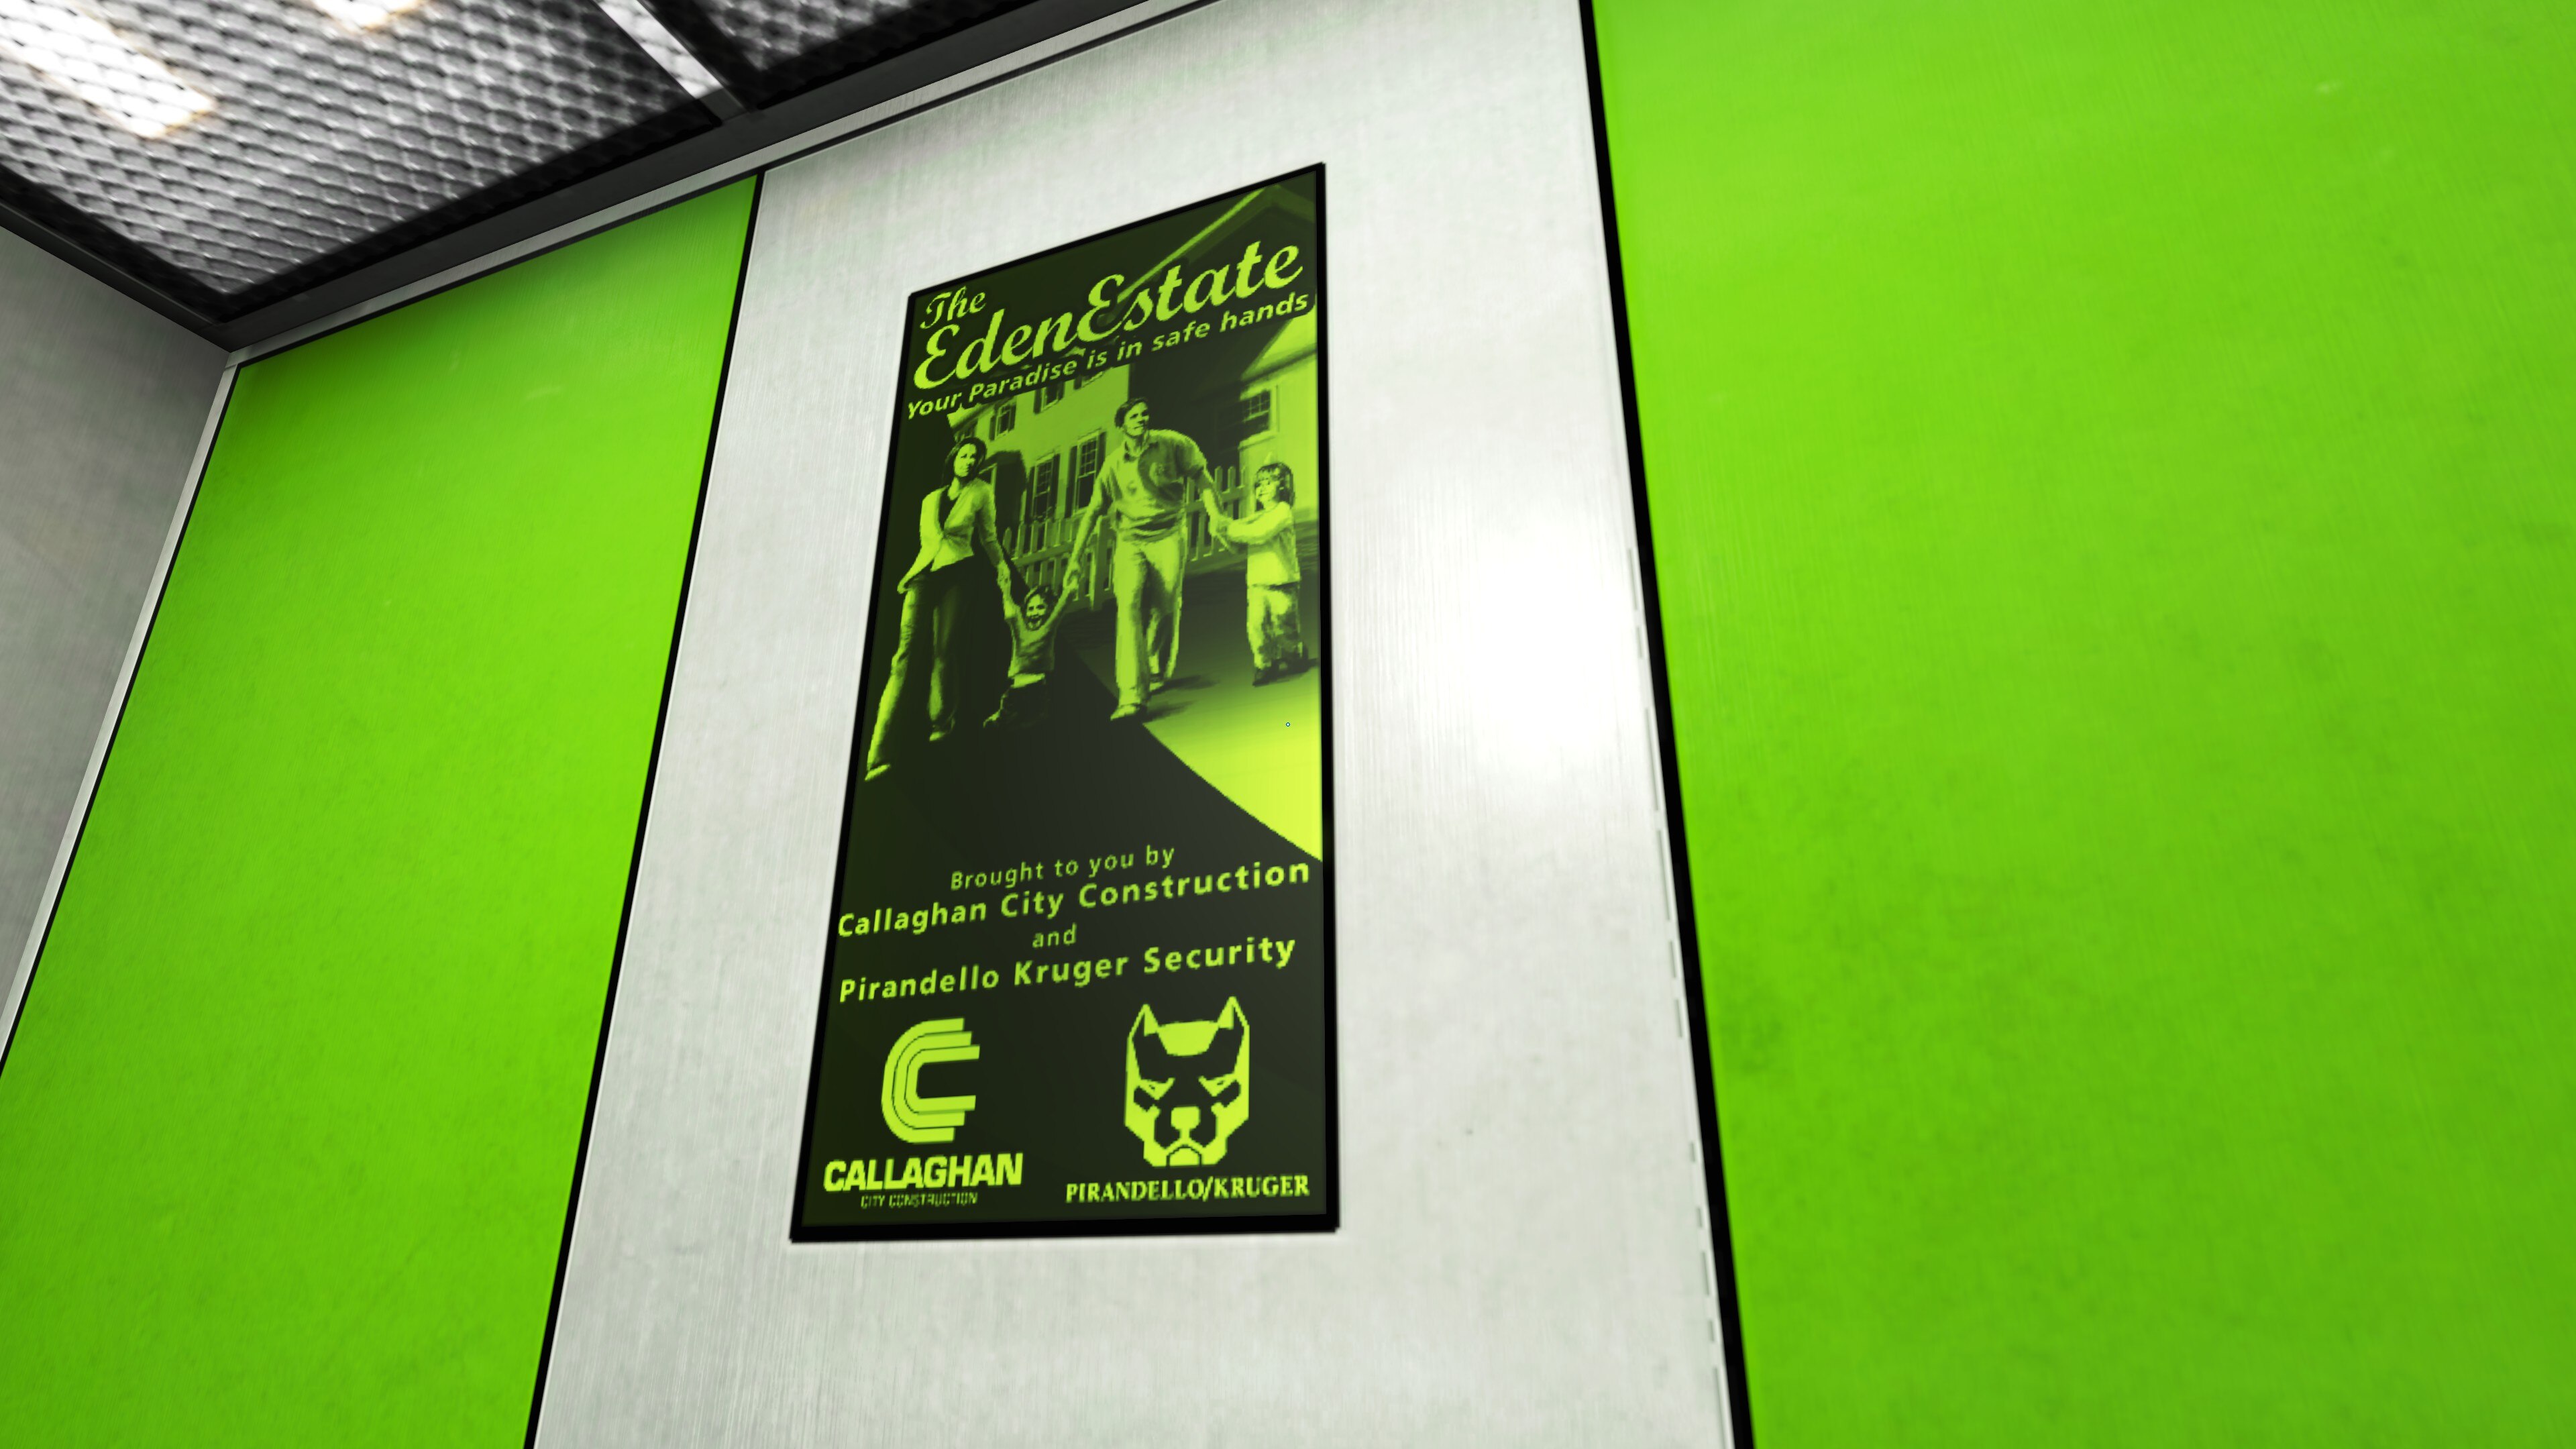 The
EdenEstate
Your Paradise is in safe hands
Brought to you by
Callaghan City Construction
and
Pirandello Kruger Security
CALLAGHAN
CITY CONSTRUCTION
PIRANDELLO/KRUGER